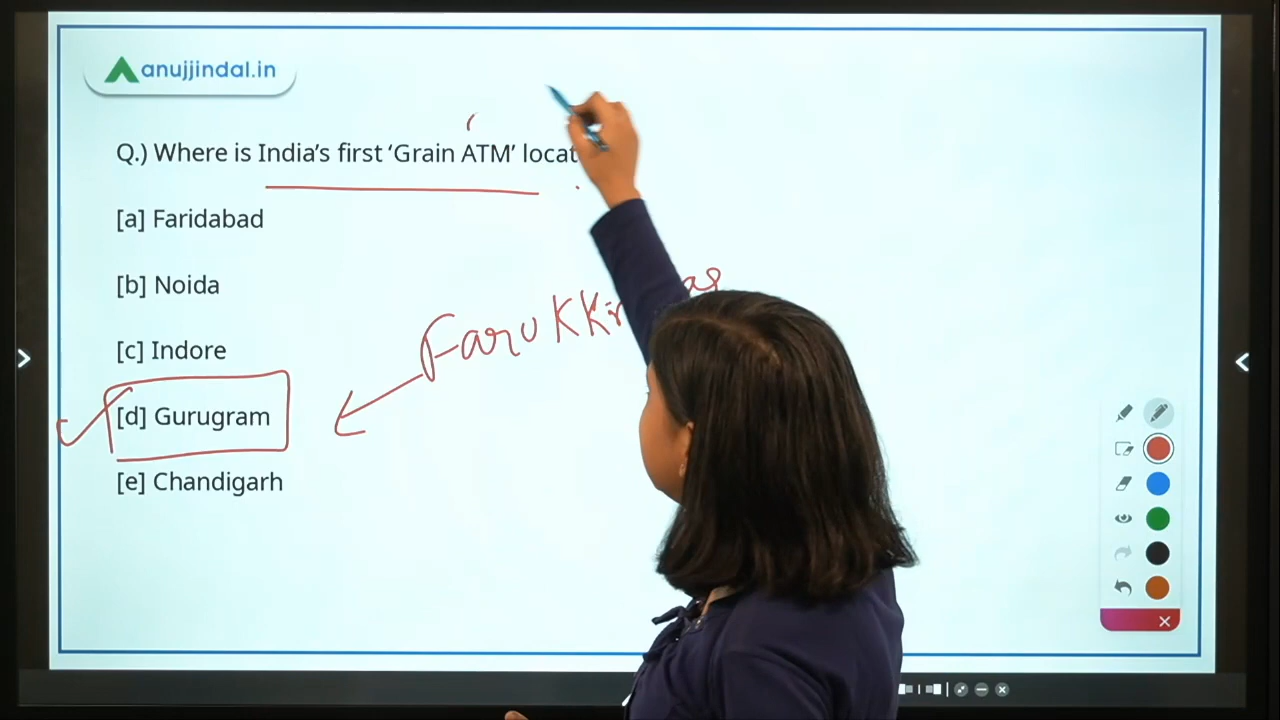 anujjindal.in
Q.) Where is India's first 'Grain ATM' locat
[a] Faridabad
[b] Noida
[c] Indore
[d] Gurugram
[e] Chandigarh